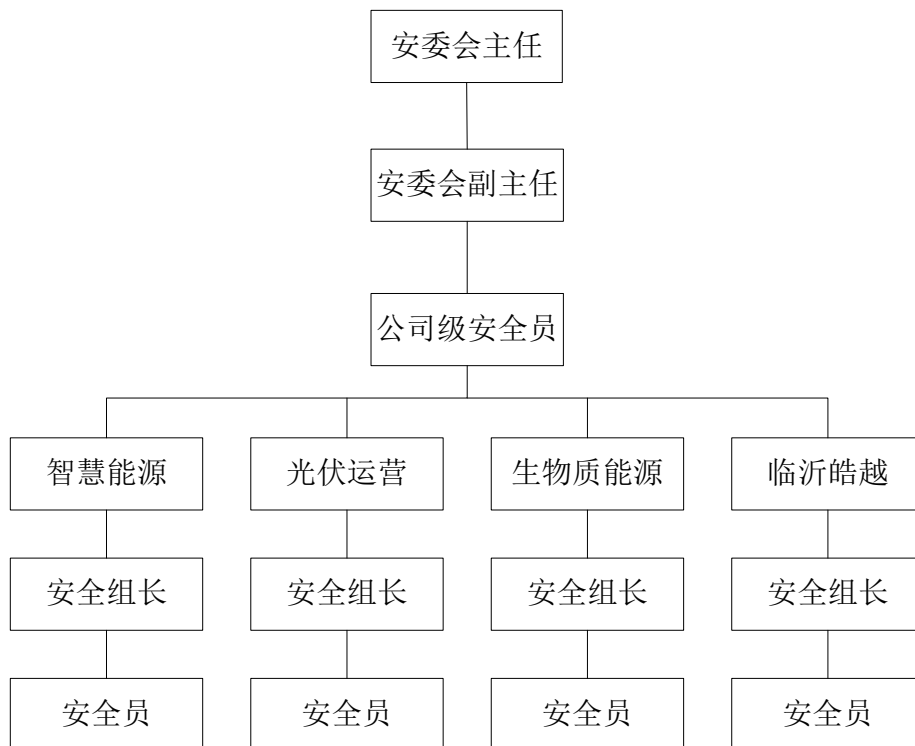 安委会主任
安委会副主任
公司级安全员
智慧能源
光伏运营
生物质能源
临沂皓越
安全组长
安全组长
安全组长
安全组长
安全员
安全员
安全员
安全员